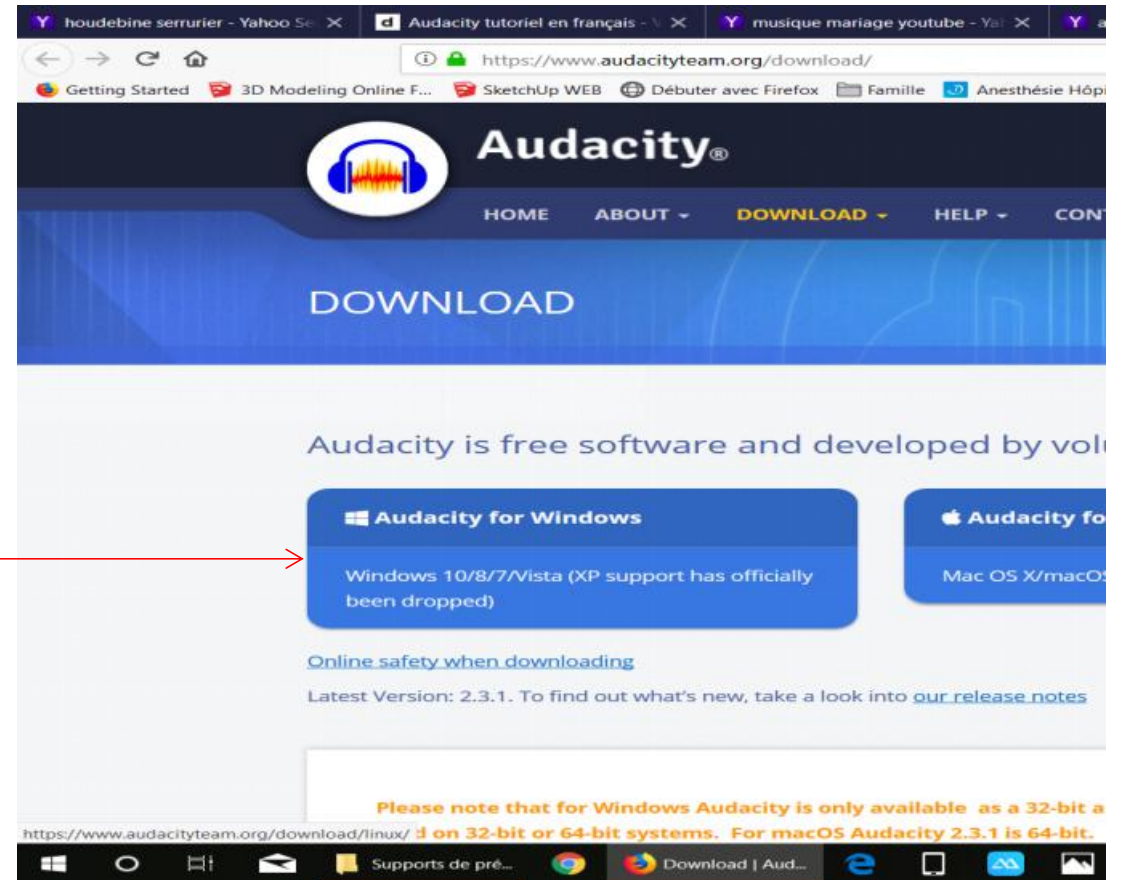 houdebine serrurier - Yahoo Se
Audacity tutoriel en français -
musique mariage youtube - Yah
https://www.audacityteam.org/download/
Getting Started 3D Modeling Online F... SketchUp WEB Débuter avec Firefox Famille Anesthésie Hôpi
Audacity®
HOME ABOUT DOWNLOAD HELP CONT
DOWNLOAD
Audacity is free software and developed by volu
Audacity for Windows
Windows 10/8/7/Vista (XP support has officially
been dropped)
Audacity fo
Mac OS X/macOS
Online safety when downloading
Latest Version: 2.3.1. To find out what's new, take a look into our release notes
Please note that for Windows Audacity is only available as a 32-bit a
https://www.audacityteam.org/download/linux/ d on 32-bit or 64-bit systems. For macOS Audacity 2.3.1 is 64-bit.
Supports de pré... Download | Aud...